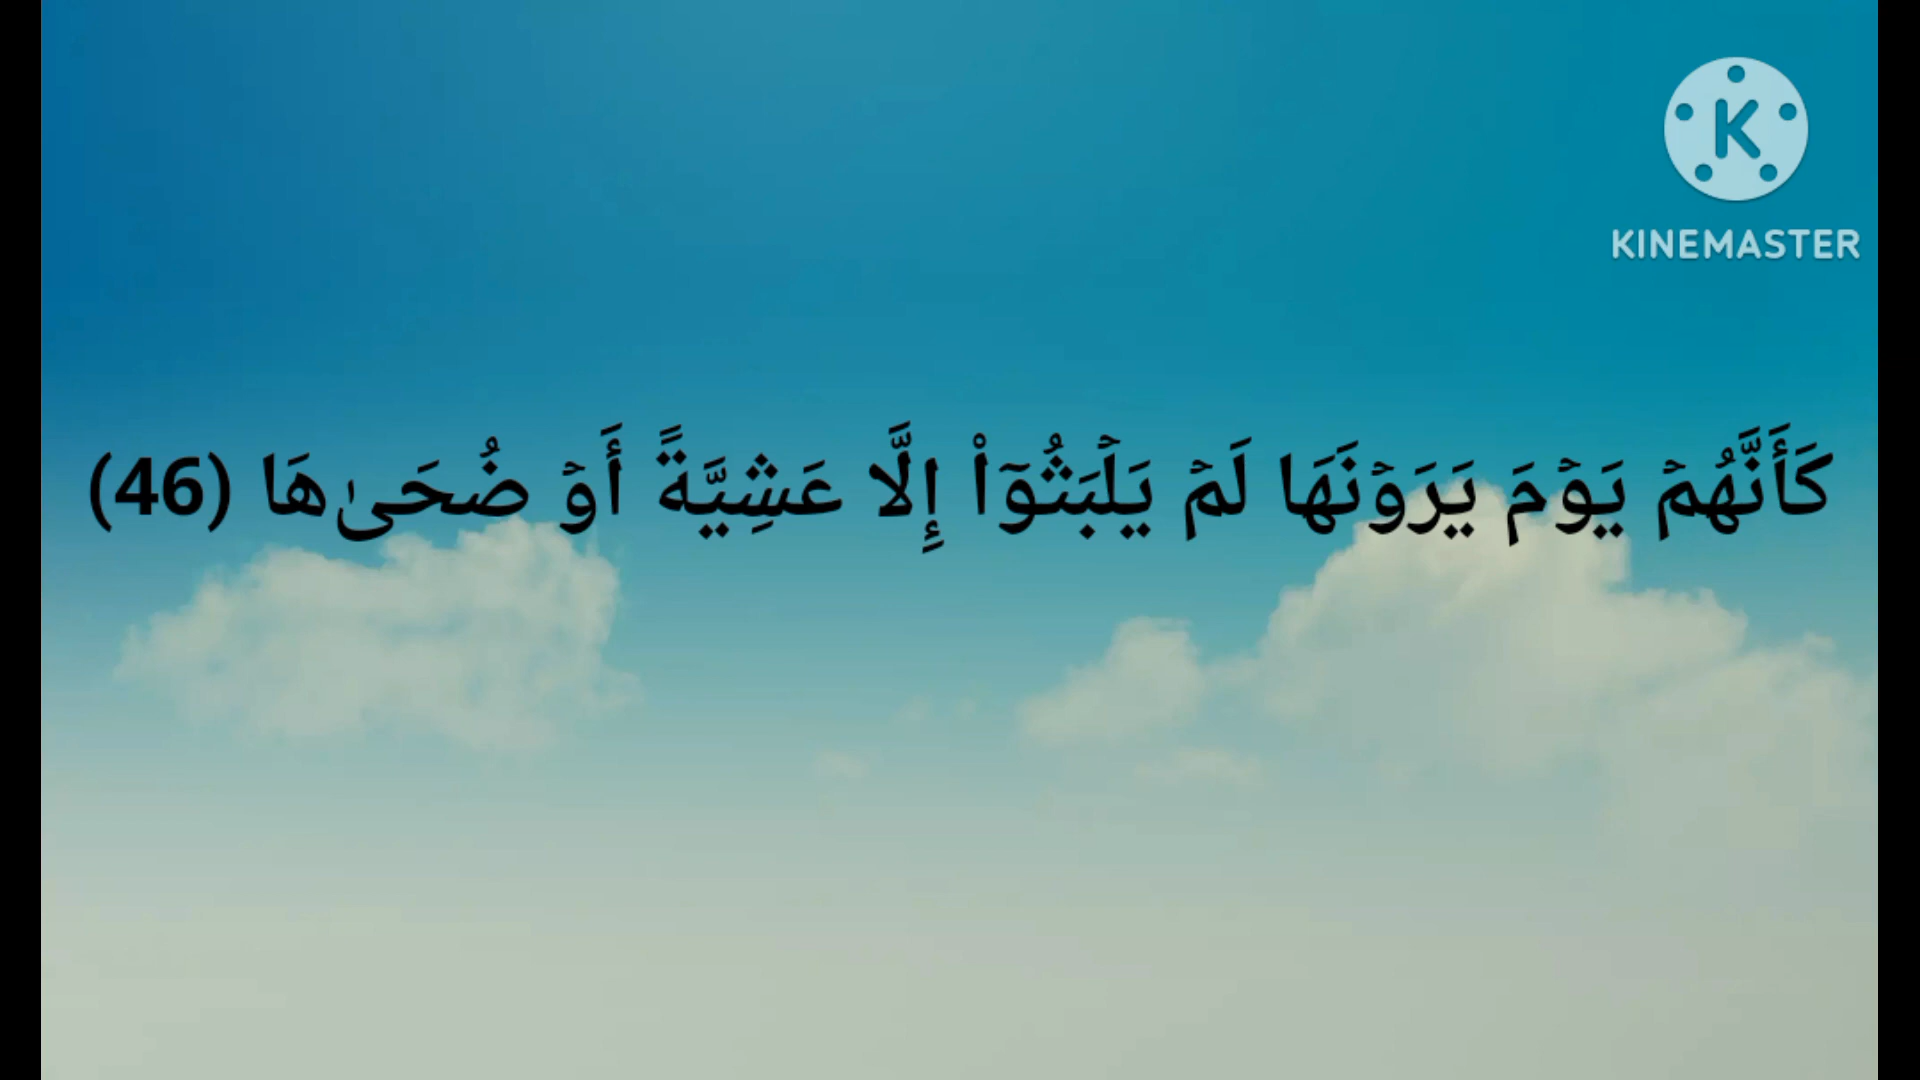 KINEMASTER
كَأَنَّهُمۡ يَوۡمَ يَرَوۡنَهَا لَمۡ يَلۡبَثُوٓاْ إِلَّا عَشِيَّةً أَوۡ ضُحَىٰهَا (46)